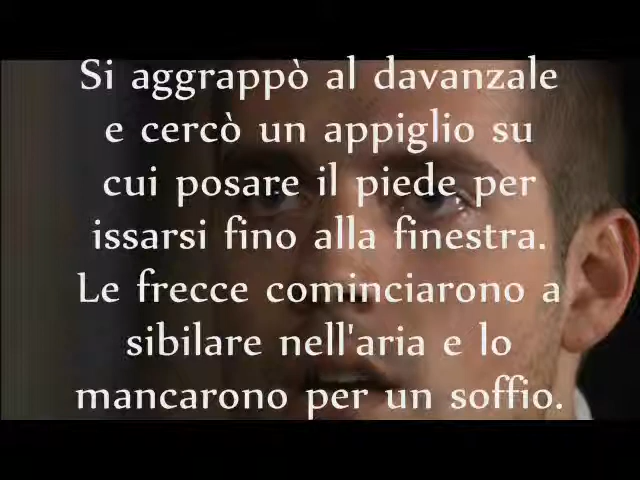 Si aggrappò al davanzale
e cercò un appiglio su
cui posare il piede per
issarsi fino alla finestra.
Le frecce cominciarono a
sibilare nell'aria e lo
mancarono per un soffio.